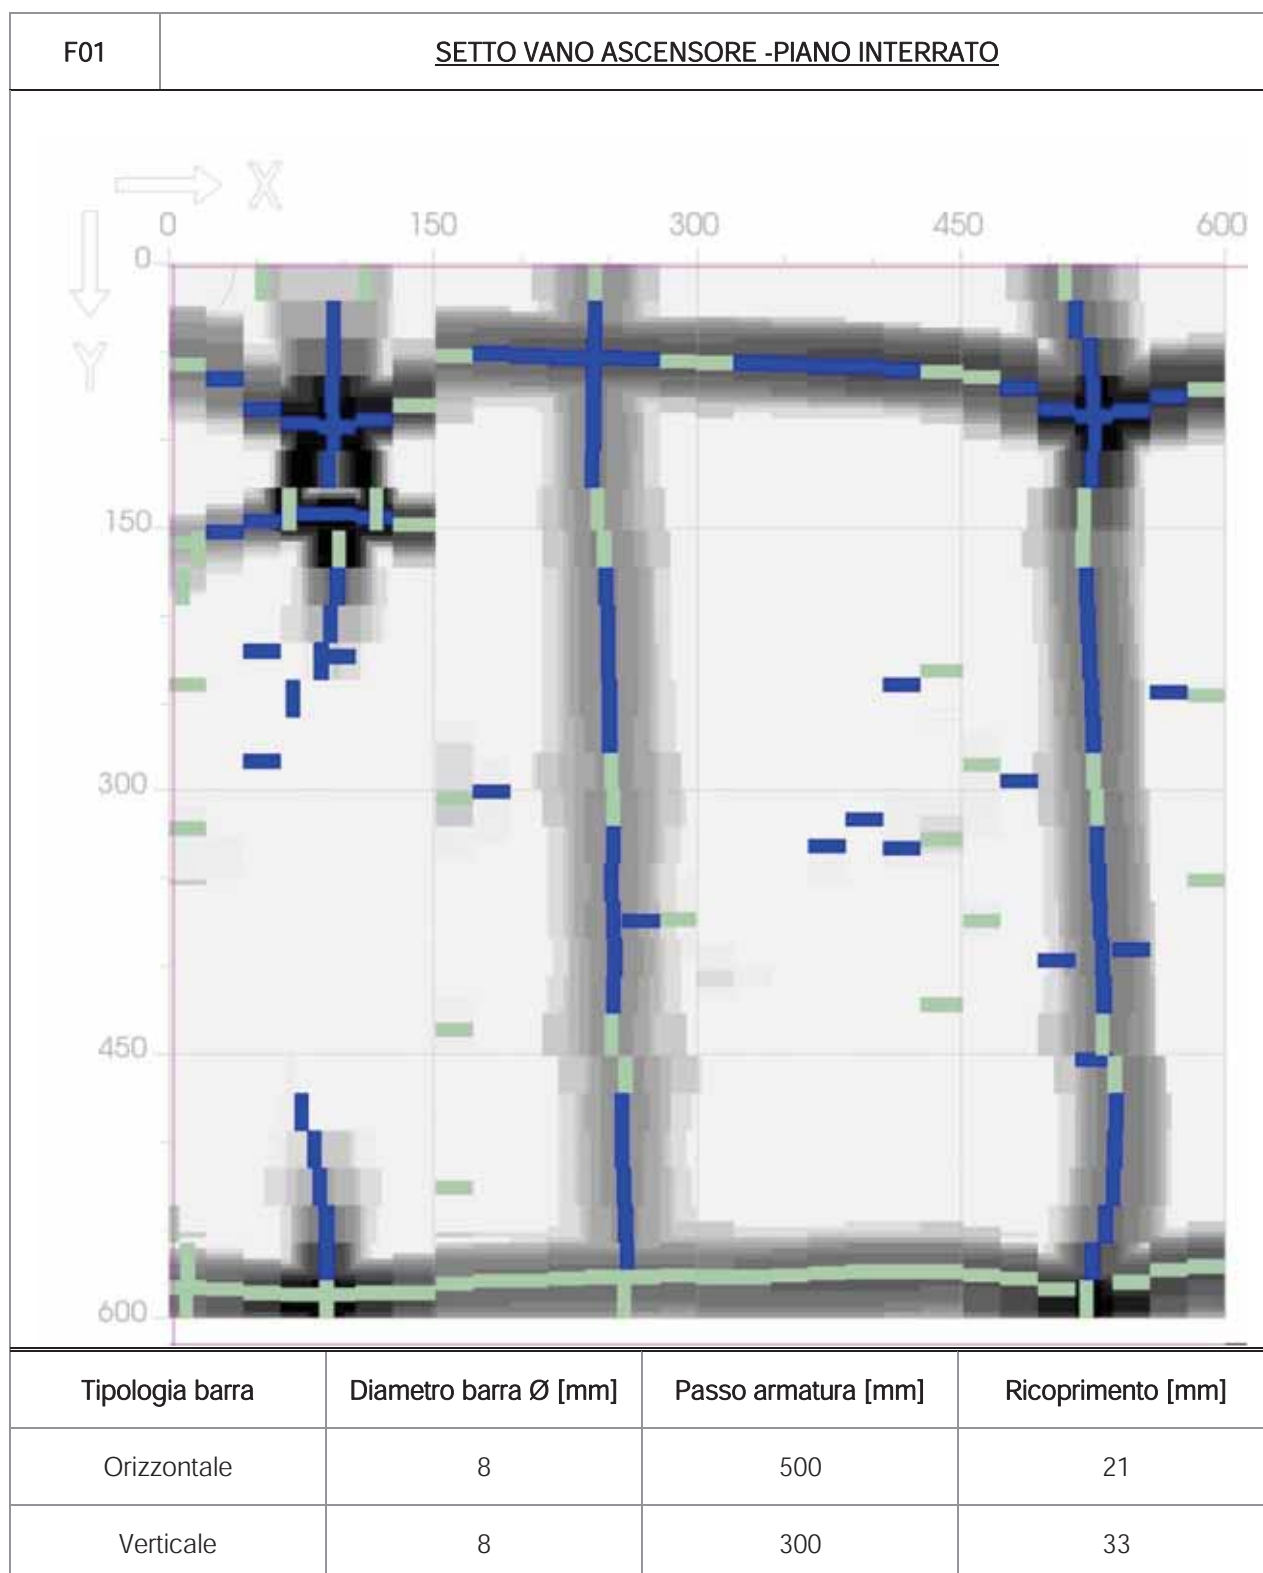 F01 SETTO VANO ASCENSORE -PIANO INTERRATO
X
0 150 300 450 600
0
Y
150
300
450
600
Tipologia barra Diametro barra Ø [mm] Passo armatura [mm] Ricoprimento [mm]
Orizzontale 8 500 21
Verticale 8 300 33